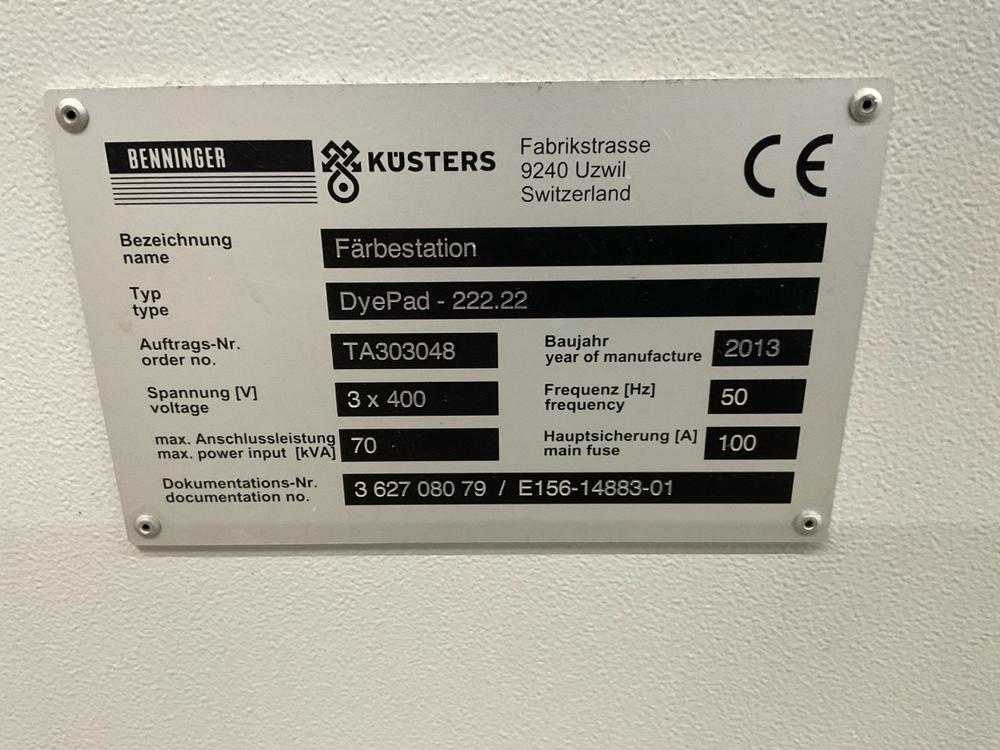 BENNINGER
KÜSTERS
Fabrikstrasse
9240 Uzwil
Switzerland
CE
Bezeichnung
name
Färbestation
Typ
type
DyePad - 222.22
Auftrags-Nr.
order no.
TA303048
Baujahr
year of manufacture
2013
Spannung [V]
voltage
3 x 400
Frequenz [Hz]
frequency
50
max. Anschlussleistung
max. power input [kVA]
70
Hauptsicherung [A]
main fuse
100
Dokumentations-Nr.
documentation no.
3 627 080 79 / E156-14883-01